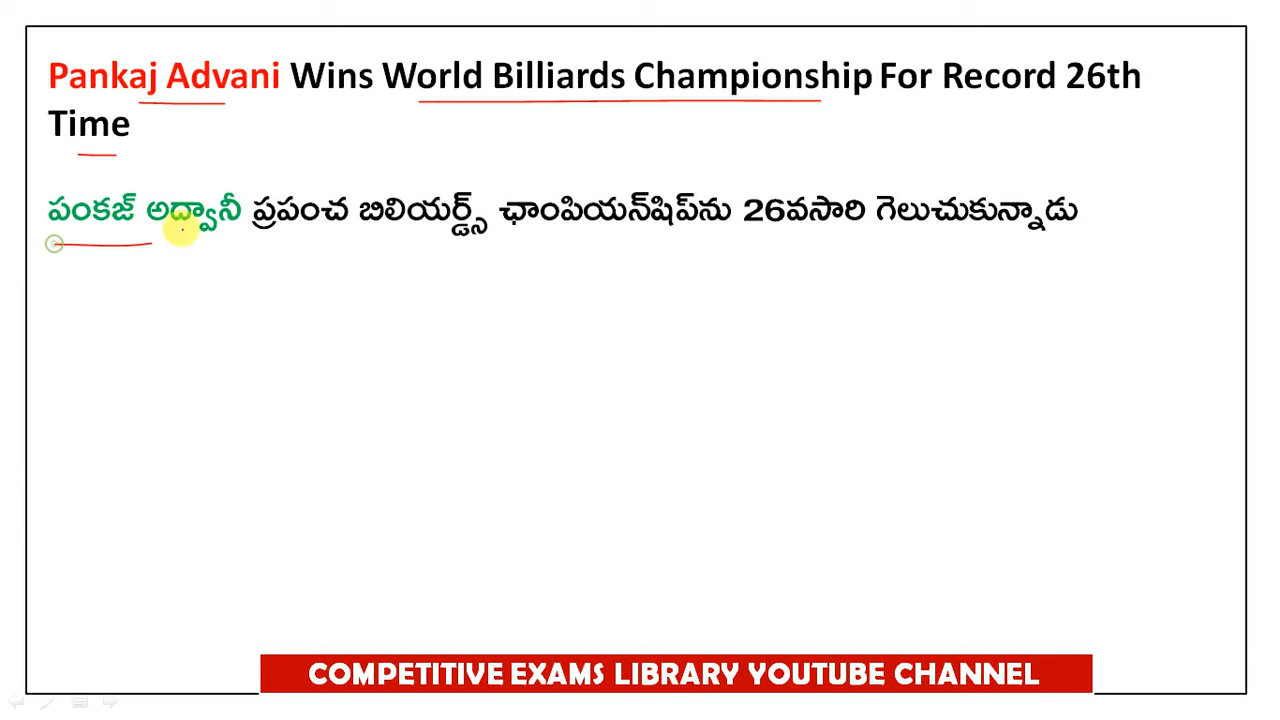 Pankaj Advani Wins World Billiards Championship For Record 26th
Time
పంకజ్ అద్వానీ ప్రపంచ బిలియర్డ్స్ ఛాంపియన్‌షిప్‌ను 26వసారి గెలుచుకున్నాడు
COMPETITIVE EXAMS LIBRARY YOUTUBE CHANNEL